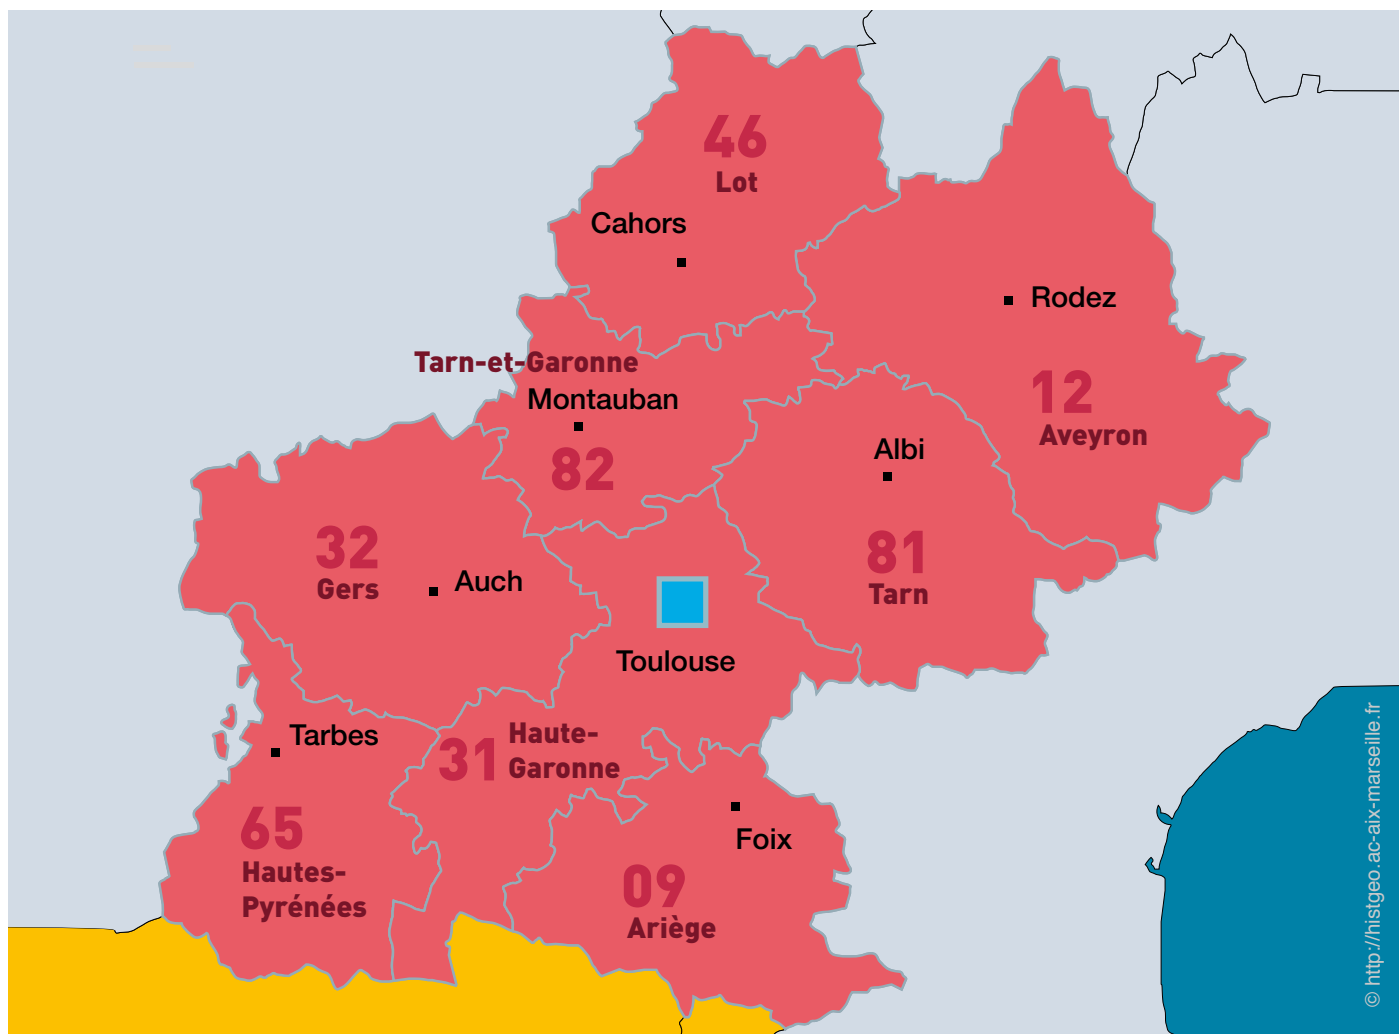 46
Lot
Cahors
Rodez
Tarn-et-Garonne
Montauban
12
Aveyron
82
Albi
32
Gers
Auch
81
Tarn
Toulouse
Tarbes
31
Haute-
Garonne
65
Hautes-
Pyrénées
Foix
09
Ariège
© http://histgeo.ac-aix-marseille.fr